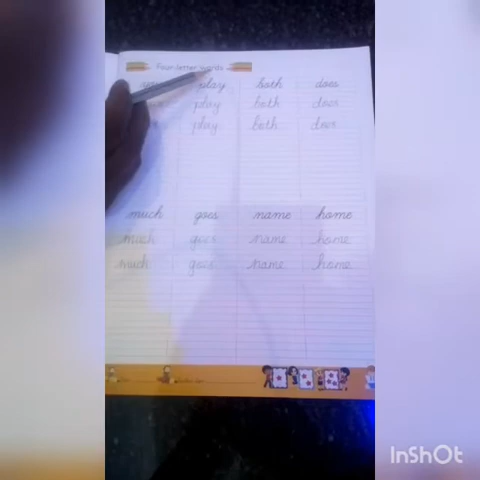 Four letter words
play both does
play both does
play both does
much goes name home
much goes name home
much goes name home
InShOt